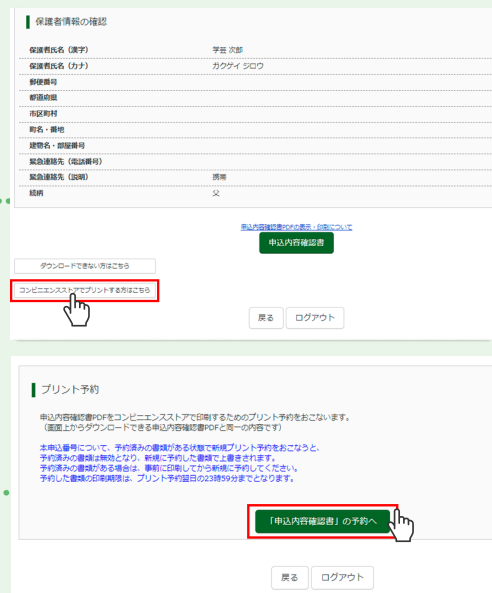 保護者情報の確認
保護者氏名（漢字） 学芸 次郎
保護者氏名（カナ） ガクゲイ ジロウ
郵便番号
都道府県
市区町村
町名・番地
建物名・部屋番号
緊急連絡先（電話番号）
緊急連絡先（説明） 携帯
続柄 父
申込内容確認書PDFの表示・印刷について
申込内容確認書
ダウンロードできない方はこちら
コンビニエンスストアでプリントする方はこちら
戻る ログアウト
プリント予約
申込内容確認書PDFをコンビニエンスストアで印刷するためのプリント予約をおこないます。
（画面上からダウンロードできる申込内容確認書PDFと同一の内容です）
本申込番号について、予約済みの書類がある状態で新規プリント予約をおこなうと、
予約済みの書類は無効となり、新規に予約した書類で上書きされます。
予約済みの書類がある場合は、事前に印刷してから新規に予約してください。
予約した書類の印刷期限は、プリント予約翌日の23時59分までとなります。
「申込内容確認書」の予約へ
戻る ログアウト